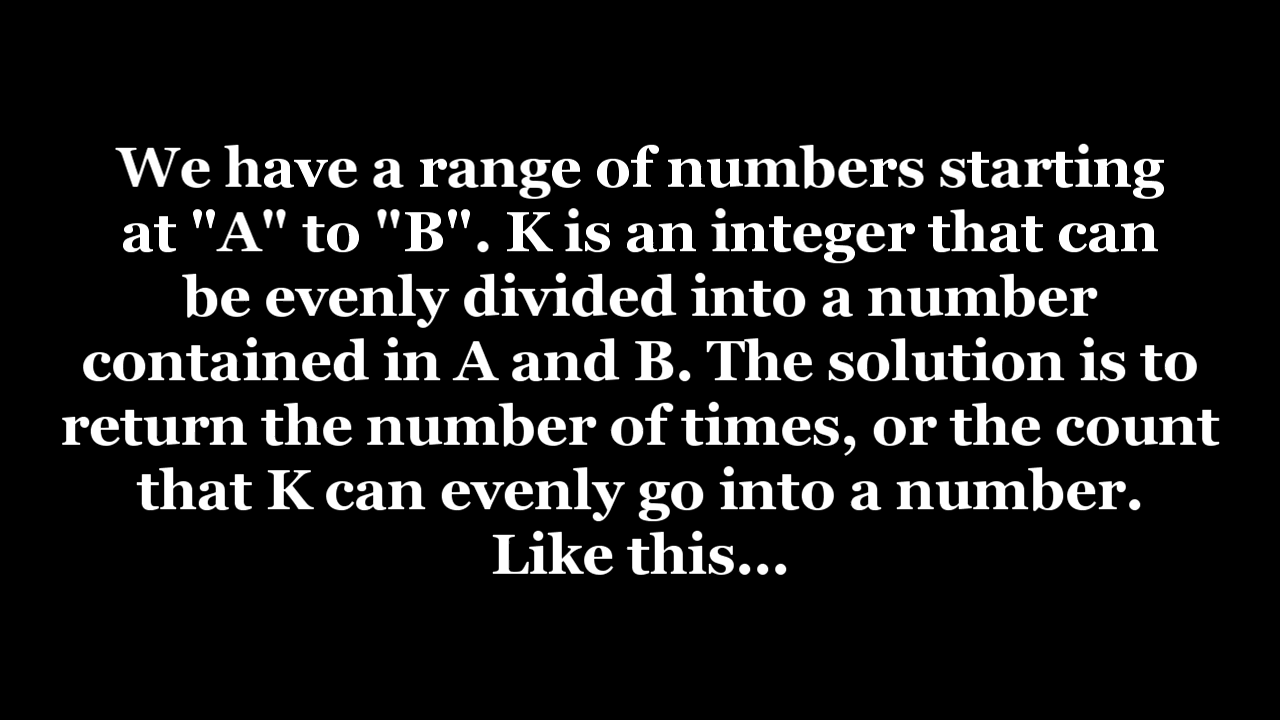 We have a range of numbers starting
at "A" to "B". K is an integer that can
be evenly divided into a number
contained in A and B. The solution is to
return the number of times, or the count
that K can evenly go into a number.
Like this...